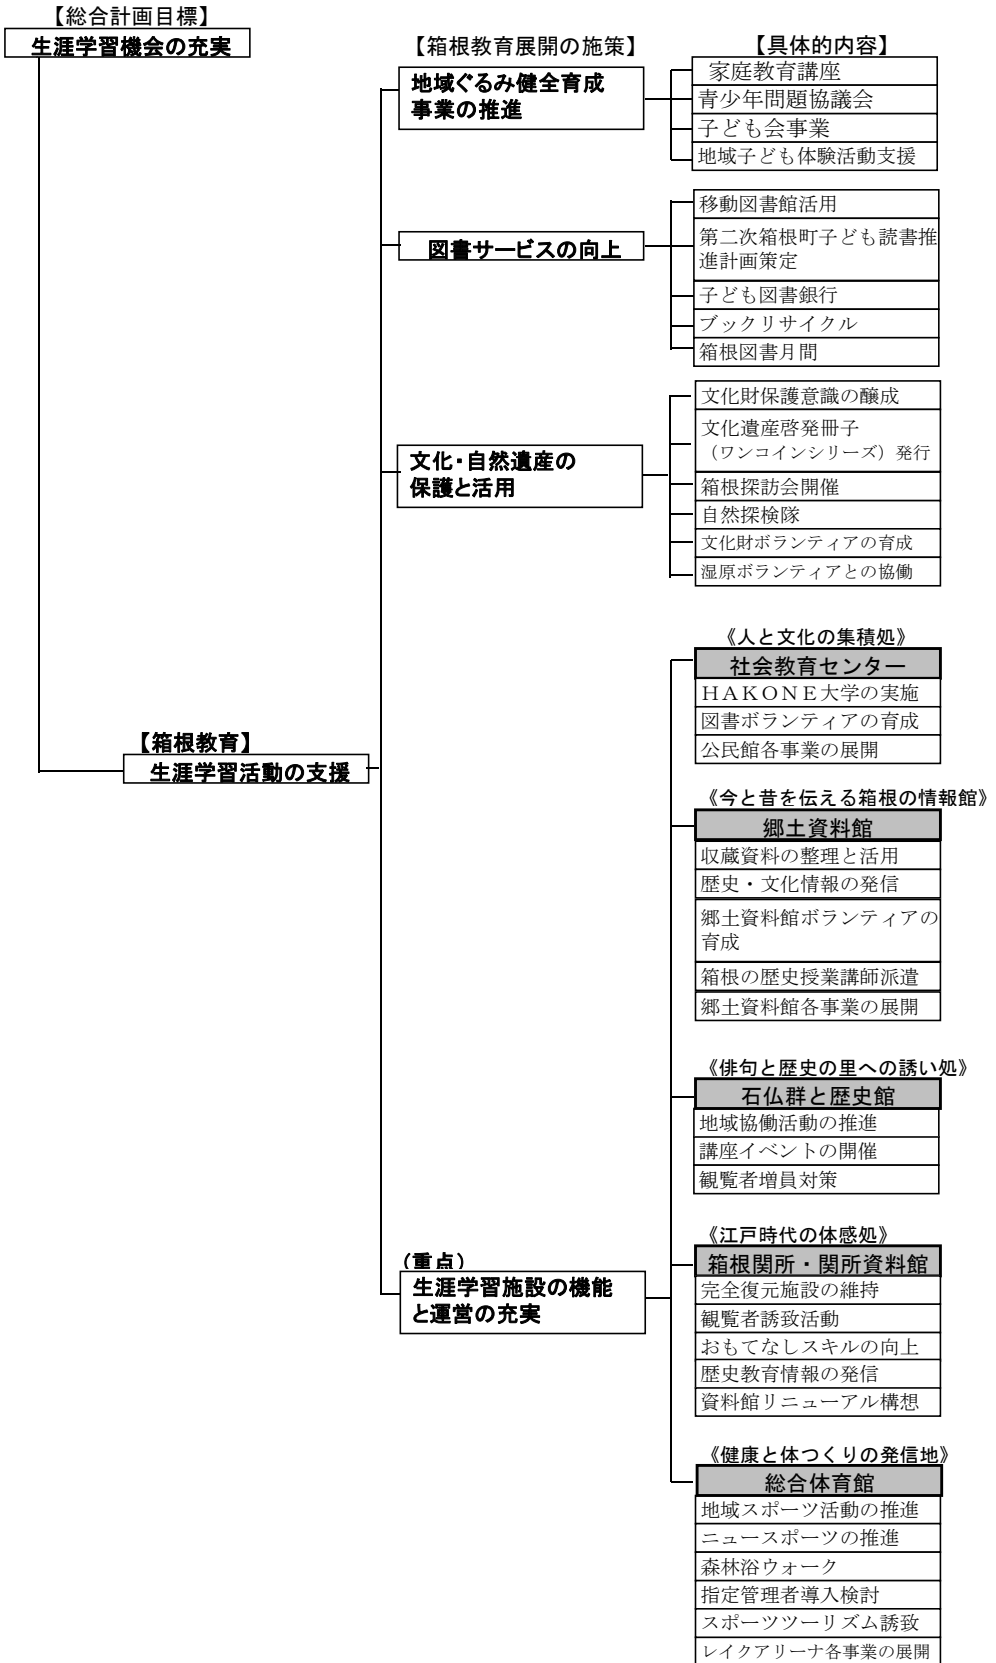 【総合計画目標】
生涯学習機会の充実
【箱根教育】
生涯学習活動の支援
【箱根教育展開の施策】
【具体的内容】
地域ぐるみ健全育成
事業の推進
家庭教育講座
青少年問題協議会
子ども会事業
地域子ども体験活動支援
図書サービスの向上
移動図書館活用
第二次箱根町子ども読書推
進計画策定
子ども図書銀行
ブックリサイクル
箱根図書月間
文化・自然遺産の
保護と活用
文化財保護意識の醸成
文化遺産啓発冊子
（ワンコインシリーズ）発行
箱根探訪会開催
自然探検隊
文化財ボランティアの育成
湿原ボランティアとの協働
(重点)
生涯学習施設の機能
と運営の充実
《人と文化の集積処》
社会教育センター
ＨＡＫＯＮＥ大学の実施
図書ボランティアの育成
公民館各事業の展開
《今と昔を伝える箱根の情報館》
郷土資料館
収蔵資料の整理と活用
歴史・文化情報の発信
郷土資料館ボランティアの
育成
箱根の歴史授業講師派遣
郷土資料館各事業の展開
《俳句と歴史の里への誘い処》
石仏群と歴史館
地域協働活動の推進
講座イベントの開催
観覧者増員対策
《江戸時代の体感処》
箱根関所・関所資料館
完全復元施設の維持
観覧者誘致活動
おもてなしスキルの向上
歴史教育情報の発信
資料館リニューアル構想
《健康と体つくりの発信地》
総合体育館
地域スポーツ活動の推進
ニュースポーツの推進
森林浴ウォーク
指定管理者導入検討
スポーツツーリズム誘致
レイクアリーナ各事業の展開